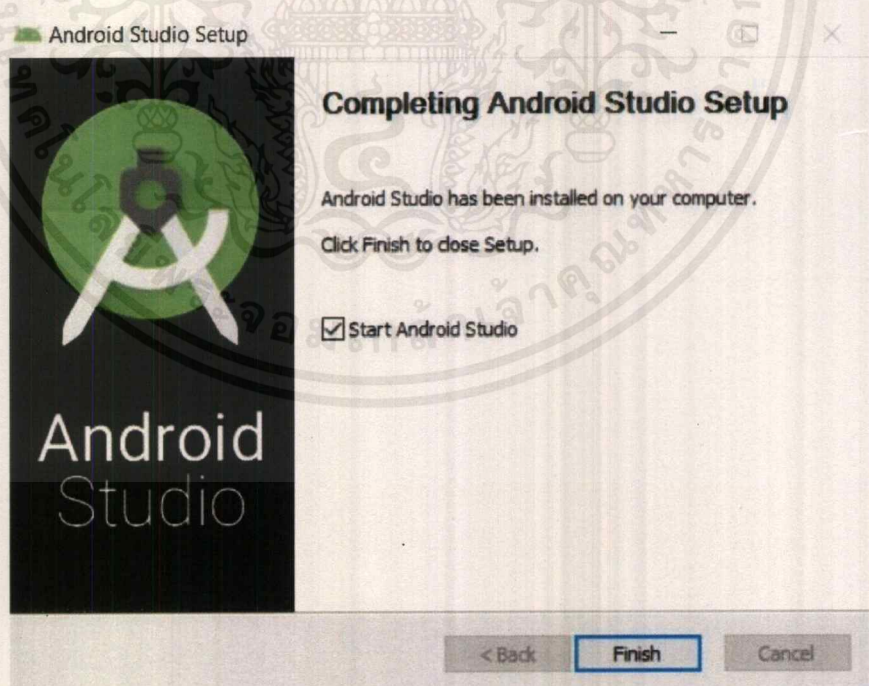 Android Studio Setup
Completing Android Studio Setup
Android Studio has been installed on your computer.
Click Finish to close Setup.
Start Android Studio
Android
Studio
< Back
Finish
Cancel